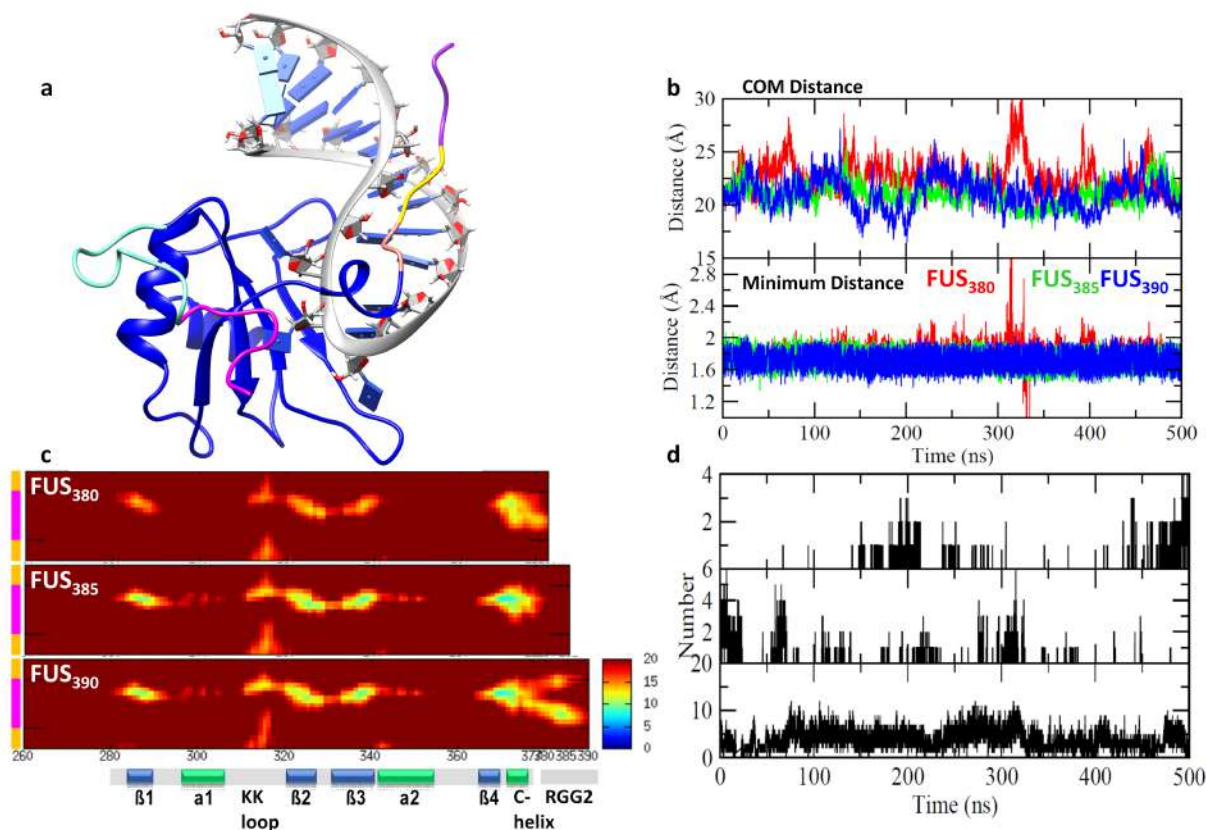 a
b
COM Distance
30
25
20
15
Distance (Å)
Minimum Distance
FUS380
FUS385FUS390
2.8
2.4
2
1.6
1.2
Distance (Å)
0 100 200 300 400 500
Time (ns)
c
FUS380
FUS385
FUS390
20
15
10
5
0
260 280 300 320 340 360 373 380 385 390
ß1 a1 KK loop ß2 ß3 a2 ß4 C-helix RGG2
d
4
2
6
4
2
20
10
0
Number
0 100 200 300 400 500
Time (ns)